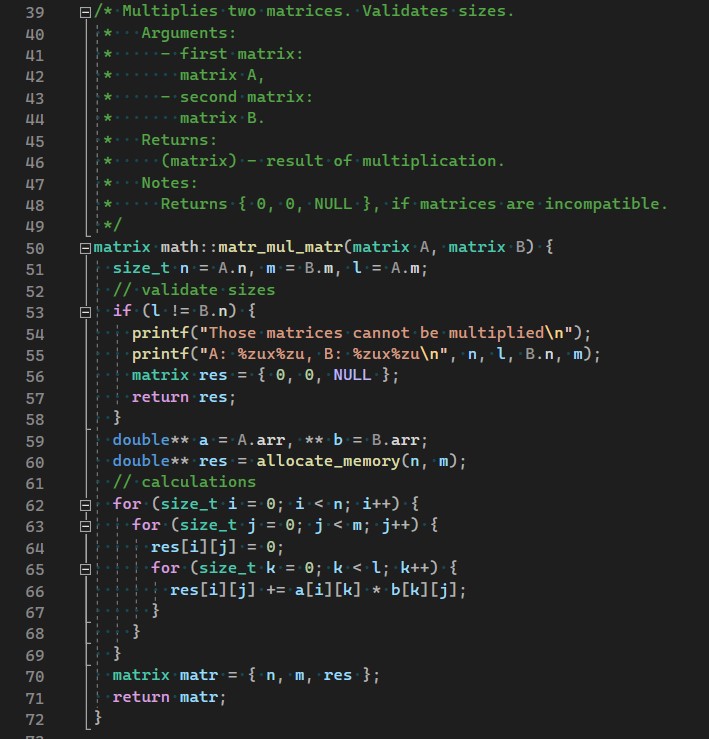 39 /* Multiplies two matrices. Validates sizes.
40 *   Arguments:
41 *     - first matrix:
42 *       matrix A,
43 *     - second matrix:
44 *       matrix B.
45 *   Returns:
46 *     (matrix) - result of multiplication.
47 *   Notes:
48 *     Returns { 0, 0, NULL }, if matrices are incompatible.
49 */
50 matrix math::matr_mul_matr(matrix A, matrix B) {
51   size_t n = A.n, m = B.m, l = A.m;
52   // validate sizes
53   if (l != B.n) {
54     printf("Those matrices cannot be multiplied\n");
55     printf("A: %zux%zu, B: %zux%zu\n", n, l, B.n, m);
56     matrix res = { 0, 0, NULL };
57     return res;
58   }
59   double** a = A.arr, ** b = B.arr;
60   double** res = allocate_memory(n, m);
61   // calculations
62   for (size_t i = 0; i < n; i++) {
63     for (size_t j = 0; j < m; j++) {
64       res[i][j] = 0;
65       for (size_t k = 0; k < l; k++) {
66         res[i][j] += a[i][k] * b[k][j];
67       }
68     }
69   }
70   matrix matr = { n, m, res };
71   return matr;
72 }